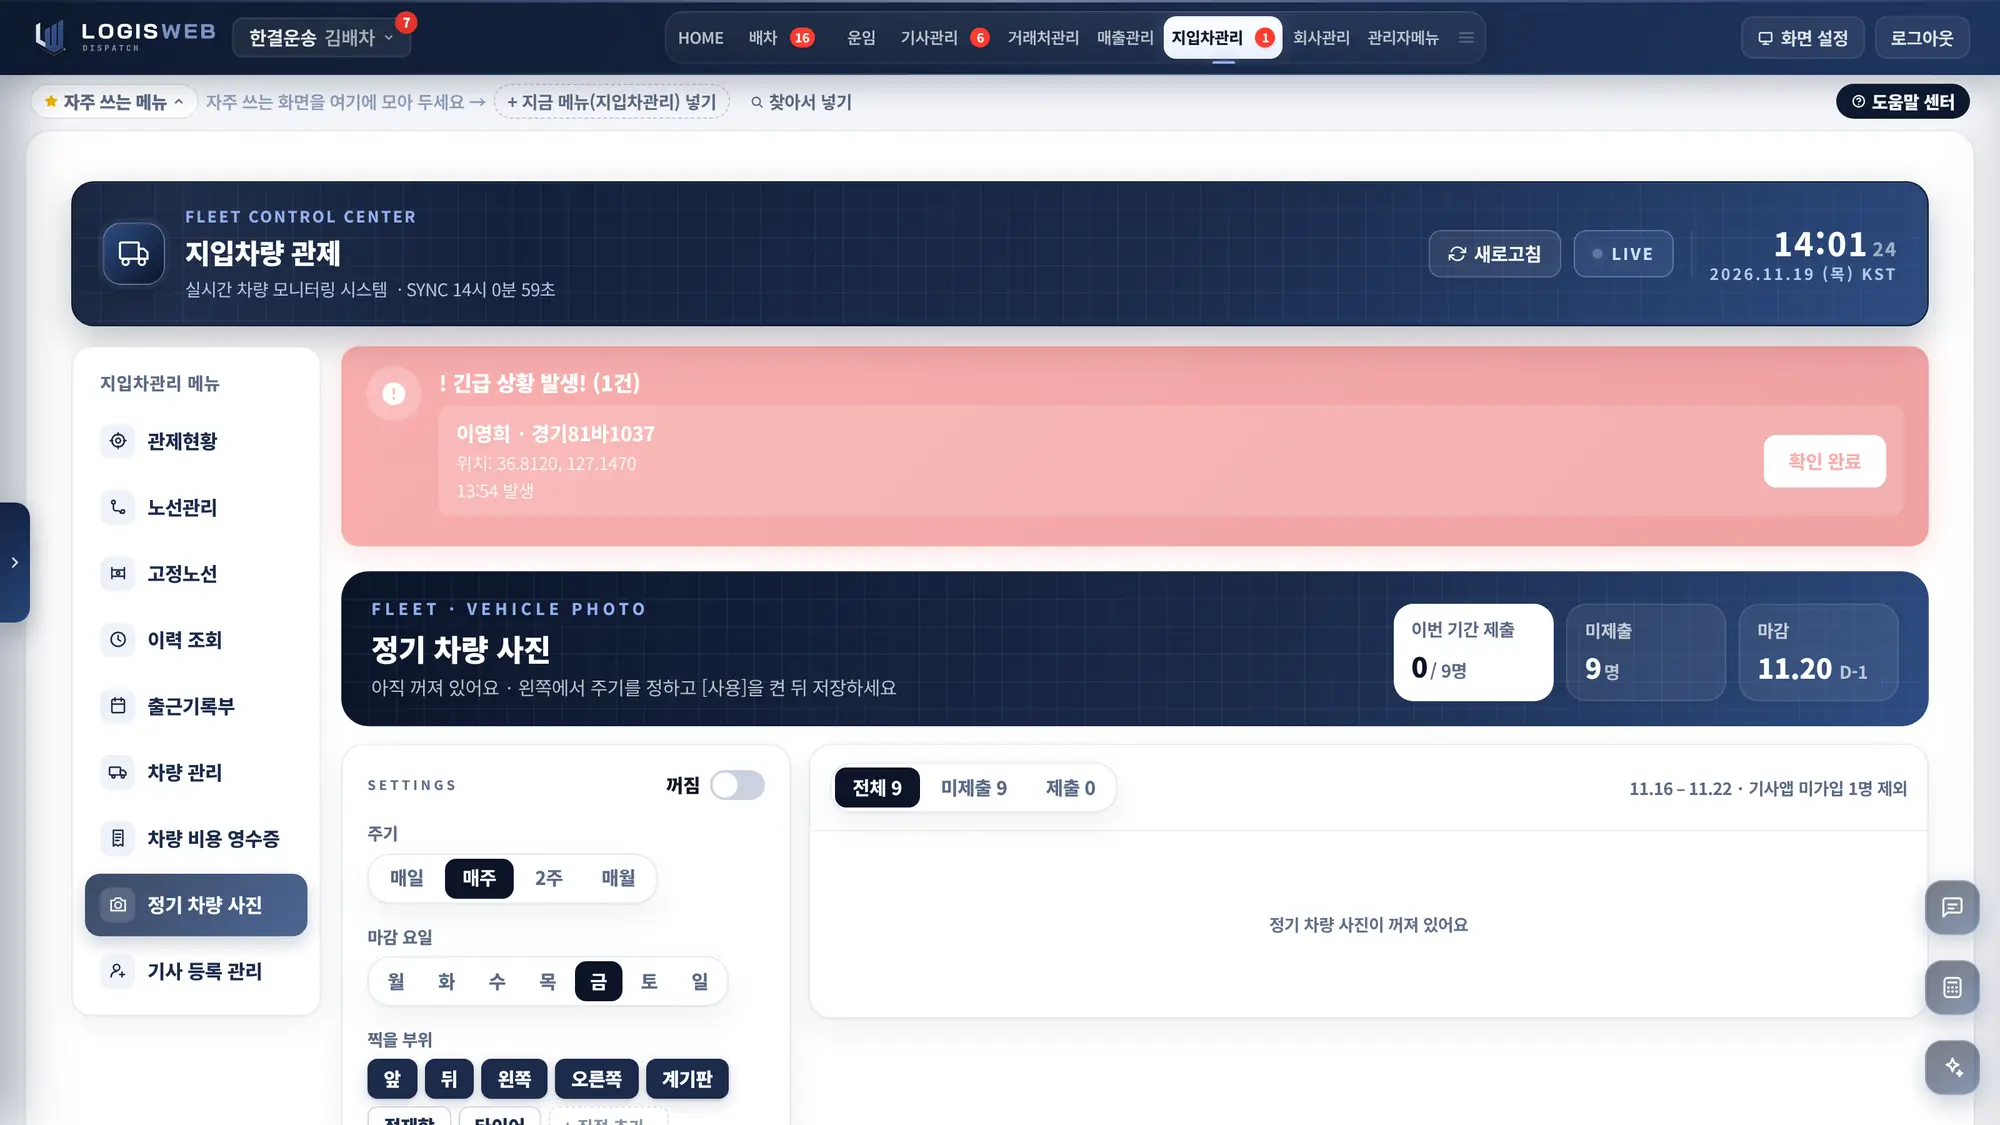 LOGISWEB
DISPATCH
한결운송 김배차
7
HOME
배차 16
운임
기사관리 6
거래처관리
매출관리
지입차관리 1
회사관리
관리자메뉴
화면 설정
로그아웃
자주 쓰는 메뉴
자주 쓰는 화면을 여기에 모아 두세요 →
+ 지금 메뉴(지입차관리) 넣기
찾아서 넣기
도움말 센터
FLEET CONTROL CENTER
지입차량 관제
실시간 차량 모니터링 시스템 · SYNC 14시 0분 59초
새로고침
LIVE
14:01 24
2026.11.19 (목) KST
지입차관리 메뉴
관제현황
노선관리
고정노선
이력 조회
출근기록부
차량 관리
차량 비용 영수증
정기 차량 사진
기사 등록 관리
! 긴급 상황 발생! (1건)
이영희 · 경기81바1037
위치: 36.8120, 127.1470
13:54 발생
확인 완료
FLEET · VEHICLE PHOTO
정기 차량 사진
아직 꺼져 있어요 · 왼쪽에서 주기를 정하고 [사용]을 켠 뒤 저장하세요
이번 기간 제출
0 / 9명
미제출
9명
마감
11.20 D-1
SETTINGS
꺼짐
주기
매일 매주 2주 매월
마감 요일
월 화 수 목 금 토 일
찍을 부위
앞 뒤 왼쪽 오른쪽 계기판
적재함 타이어 + 직접 추가
전체 9 미제출 9 제출 0
11.16 – 11.22 · 기사앱 미가입 1명 제외
정기 차량 사진이 꺼져 있어요